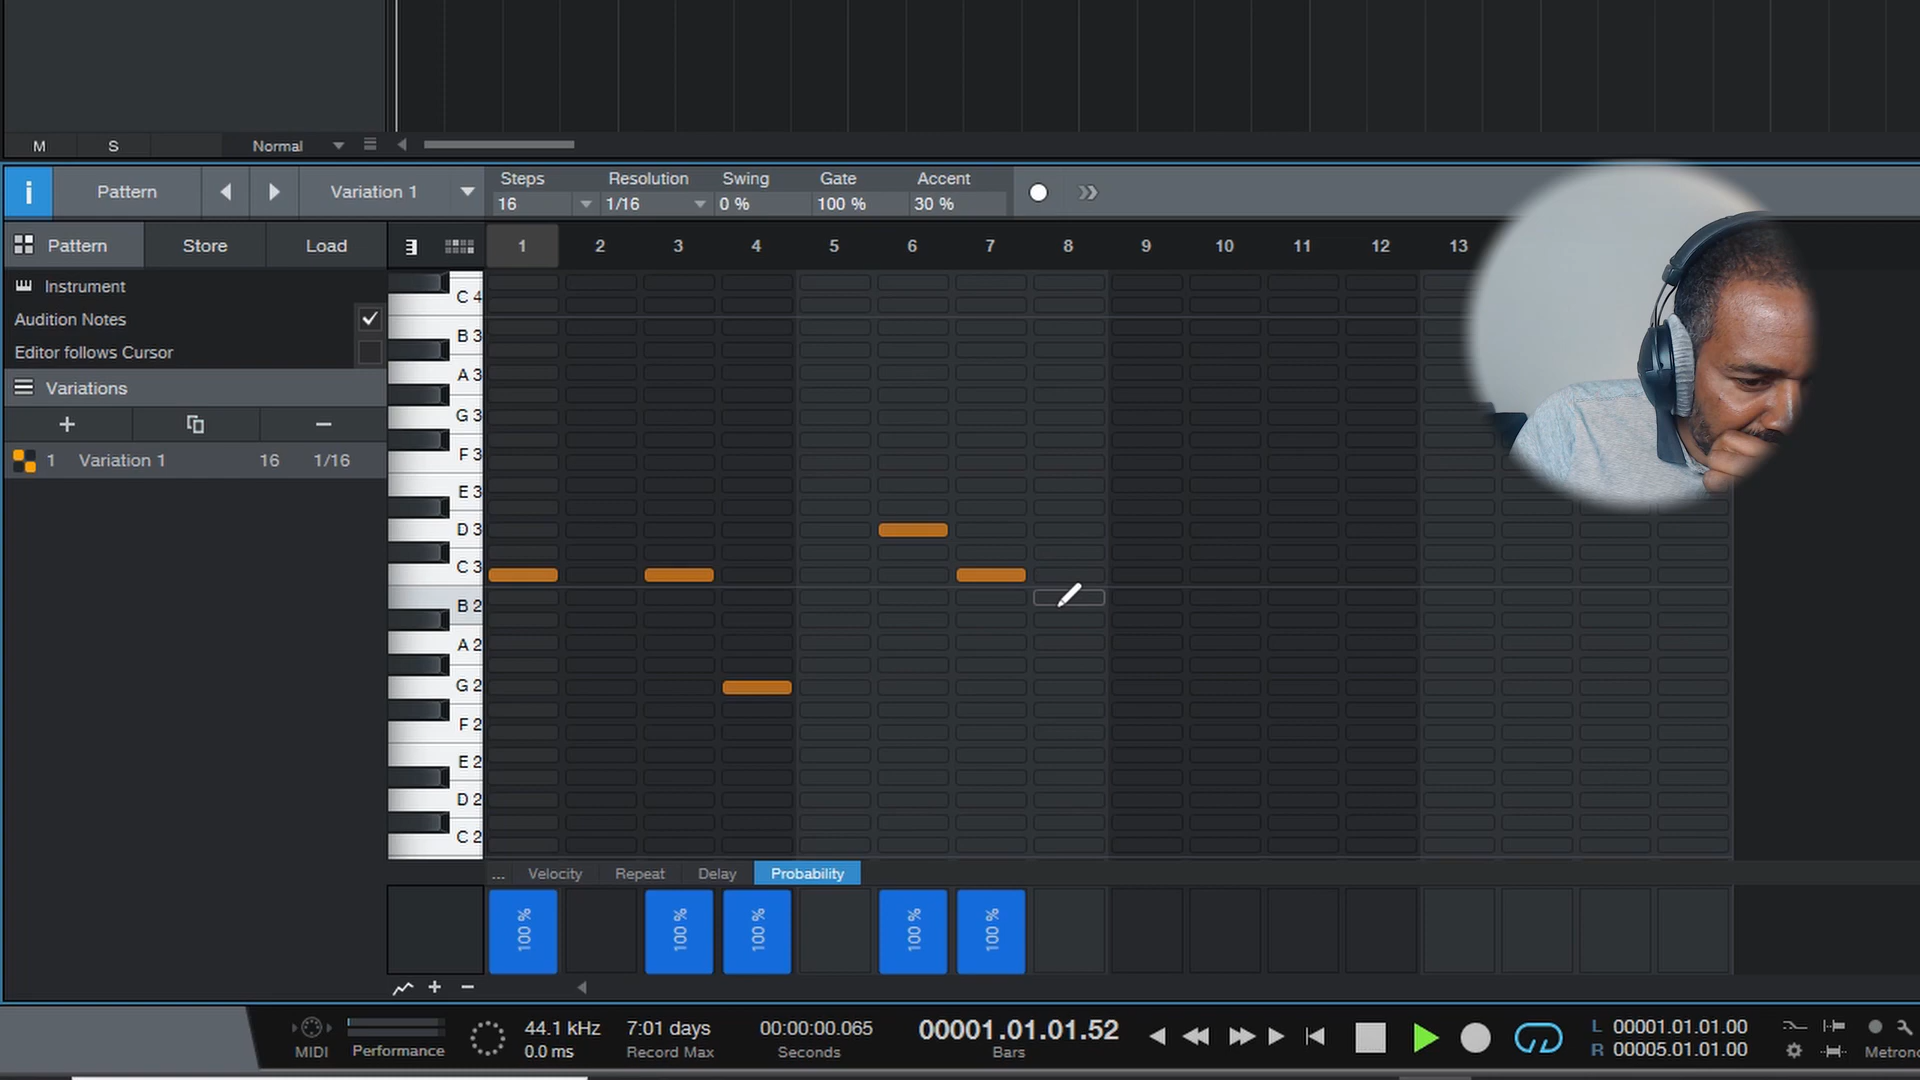 M S Normal
i Pattern Variation 1
Steps Resolution Swing Gate Accent
16 1/16 0 % 100 % 30 %
Pattern Store Load
1 2 3 4 5 6 7 8 9 10 11 12 13
Instrument
Audition Notes
Editor follows Cursor
Variations
+ −
1 Variation 1 16 1/16
C 4
B 3
A 3
G 3
F 3
E 3
D 3
C 3
B 2
A 2
G 2
F 2
E 2
D 2
C 2
... Velocity Repeat Delay Probability
100 % 100 % 100 % 100 % 100 %
+ −
44.1 kHz 7:01 days 00:00:00.065 00001.01.01.52 L 00001.01.01.00
MIDI Performance 0.0 ms Record Max Seconds Bars R 00005.01.01.00 Metrono